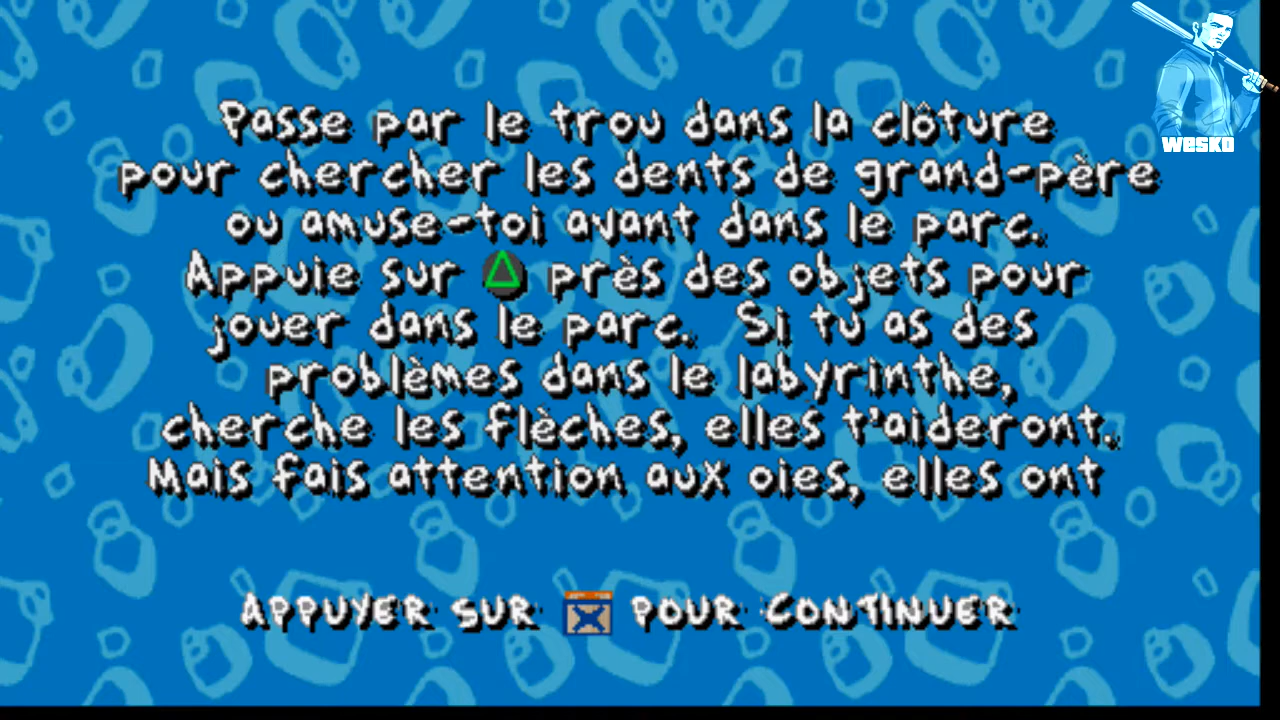 Passe par le trou dans la clôture
pour chercher les dents de grand-père
ou amuse-toi avant dans le parc.
Appuie sur près des objets pour
jouer dans le parc. Si tu as des
problèmes dans le labyrinthe,
cherche les flèches, elles t'aideront.
Mais fais attention aux oies, elles ont
APPUYER SUR POUR CONTINUER
WESKO